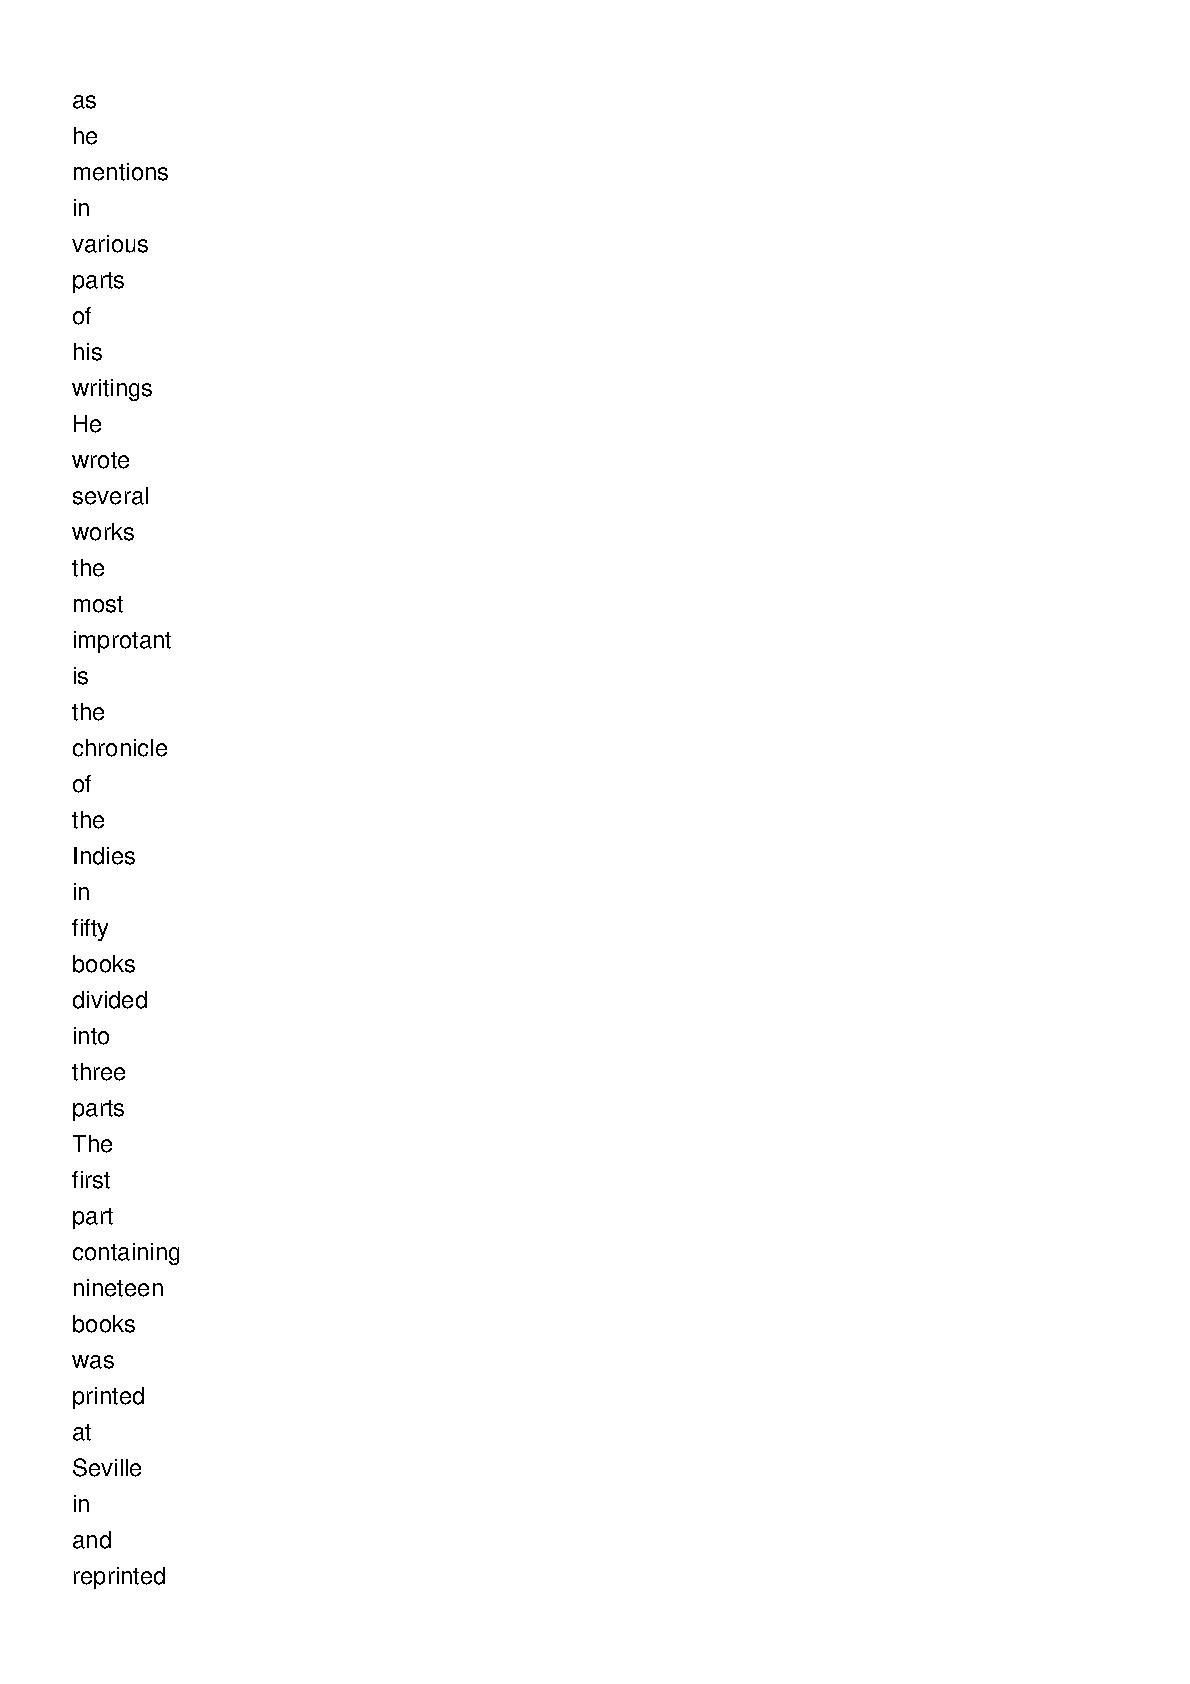 as
he
mentions
in
various
parts
of
his
writings
He
wrote
several
works
the
most
improtant
is
the
chronicle
of
the
Indies
in
fifty
books
divided
into
three
parts
The
first
part
containing
nineteen
books
was
printed
at
Seville
in
and
reprinted